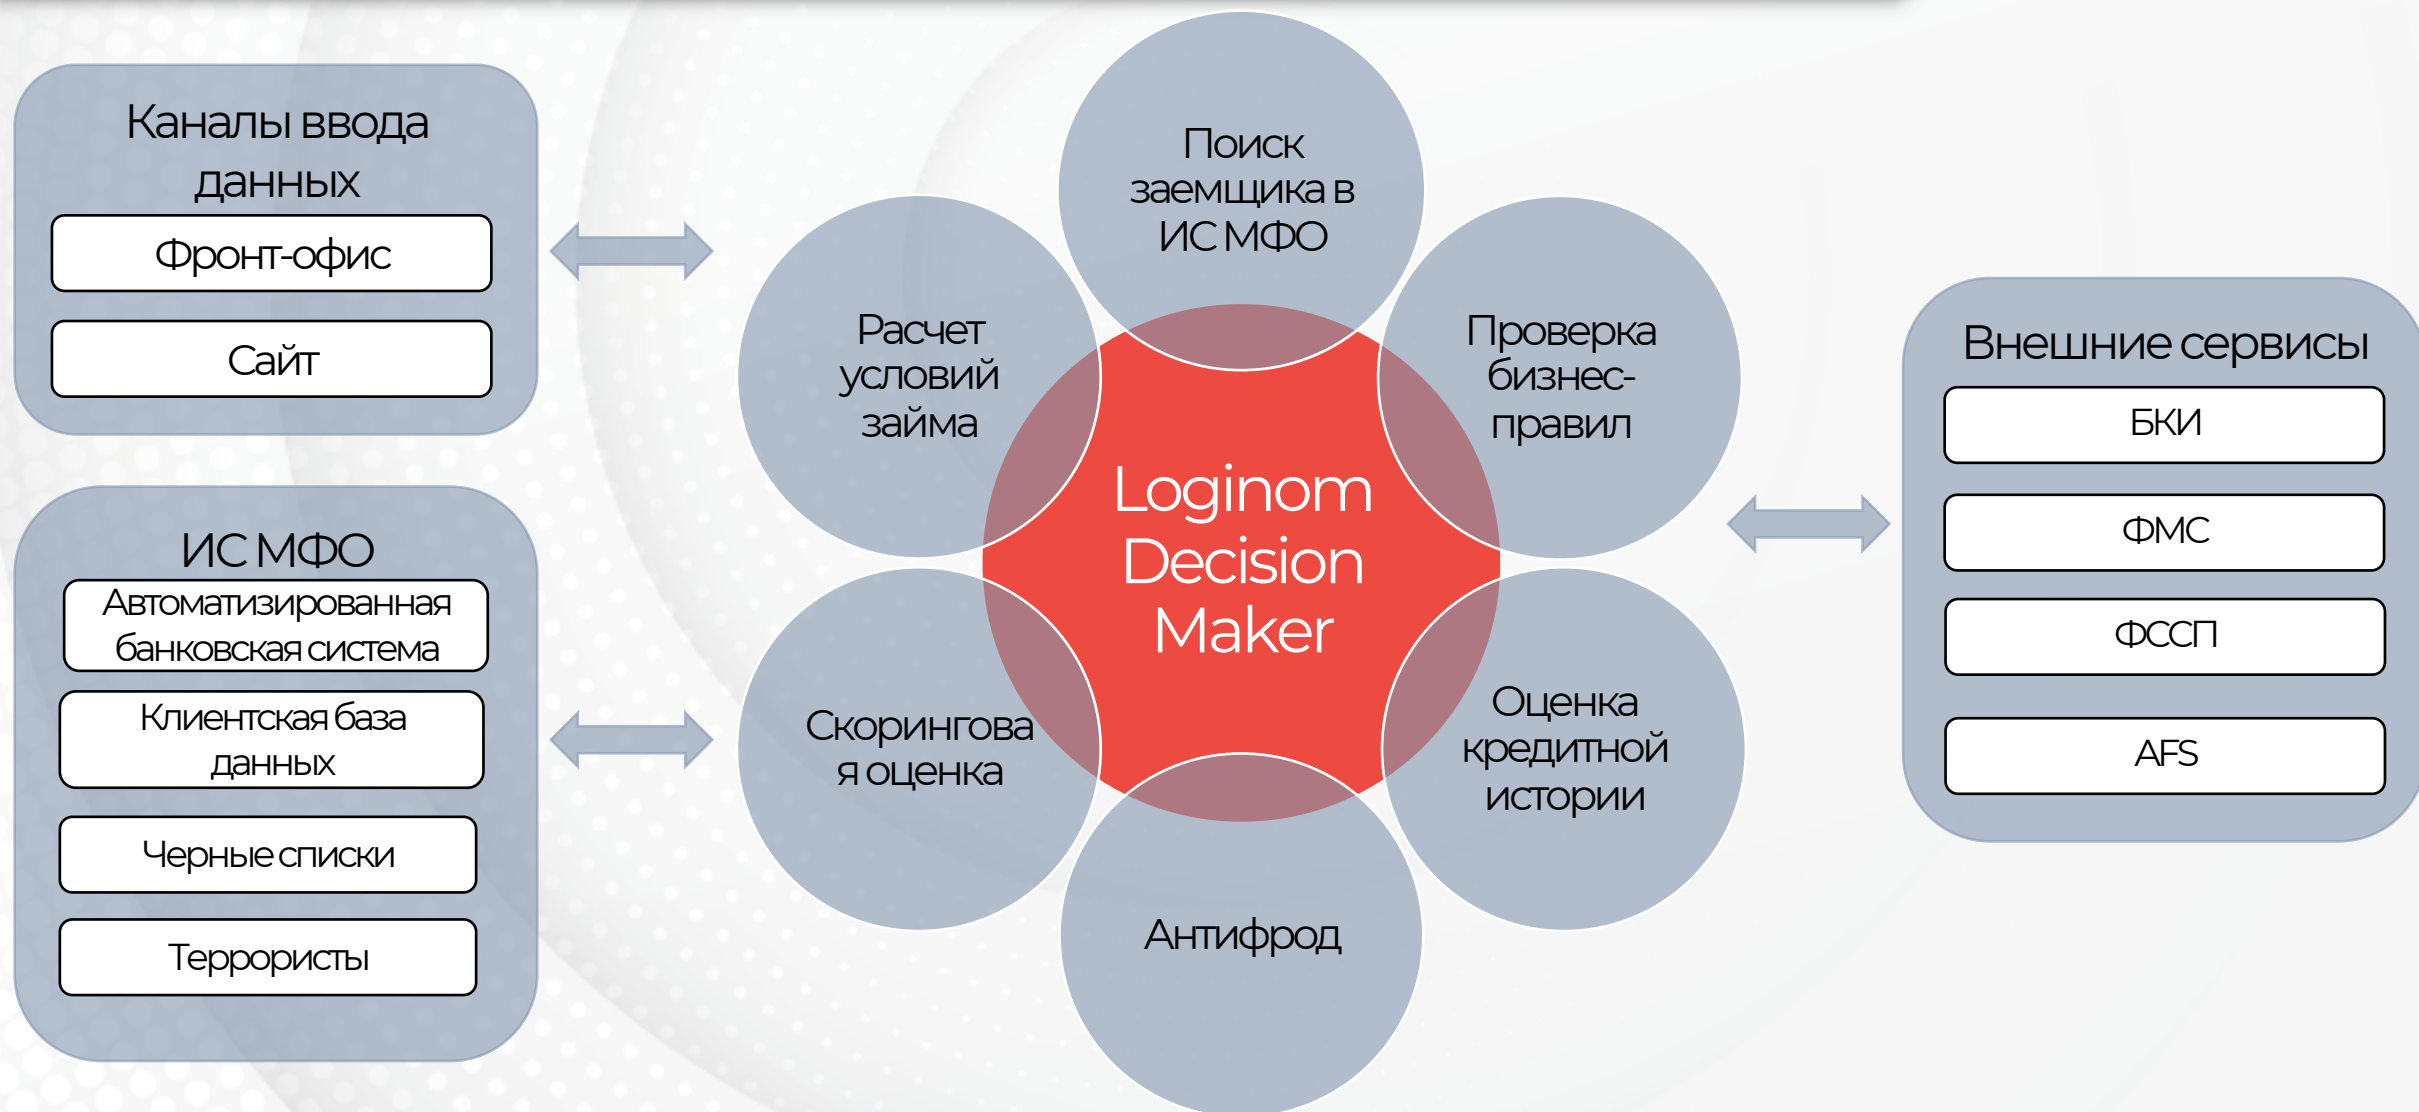 Каналы ввода
данных
Фронт-офис
Сайт
ИС МФО
Автоматизированная
банковская система
Клиентская база
данных
Черные списки
Террористы
Поиск
заемщика в
ИС МФО
Расчет
условий
займа
Проверка
бизнес-
правил
Loginom
Decision
Maker
Скорингова
я оценка
Оценка
кредитной
истории
Антифрод
Внешние сервисы
БКИ
ФМС
ФССП
AFS